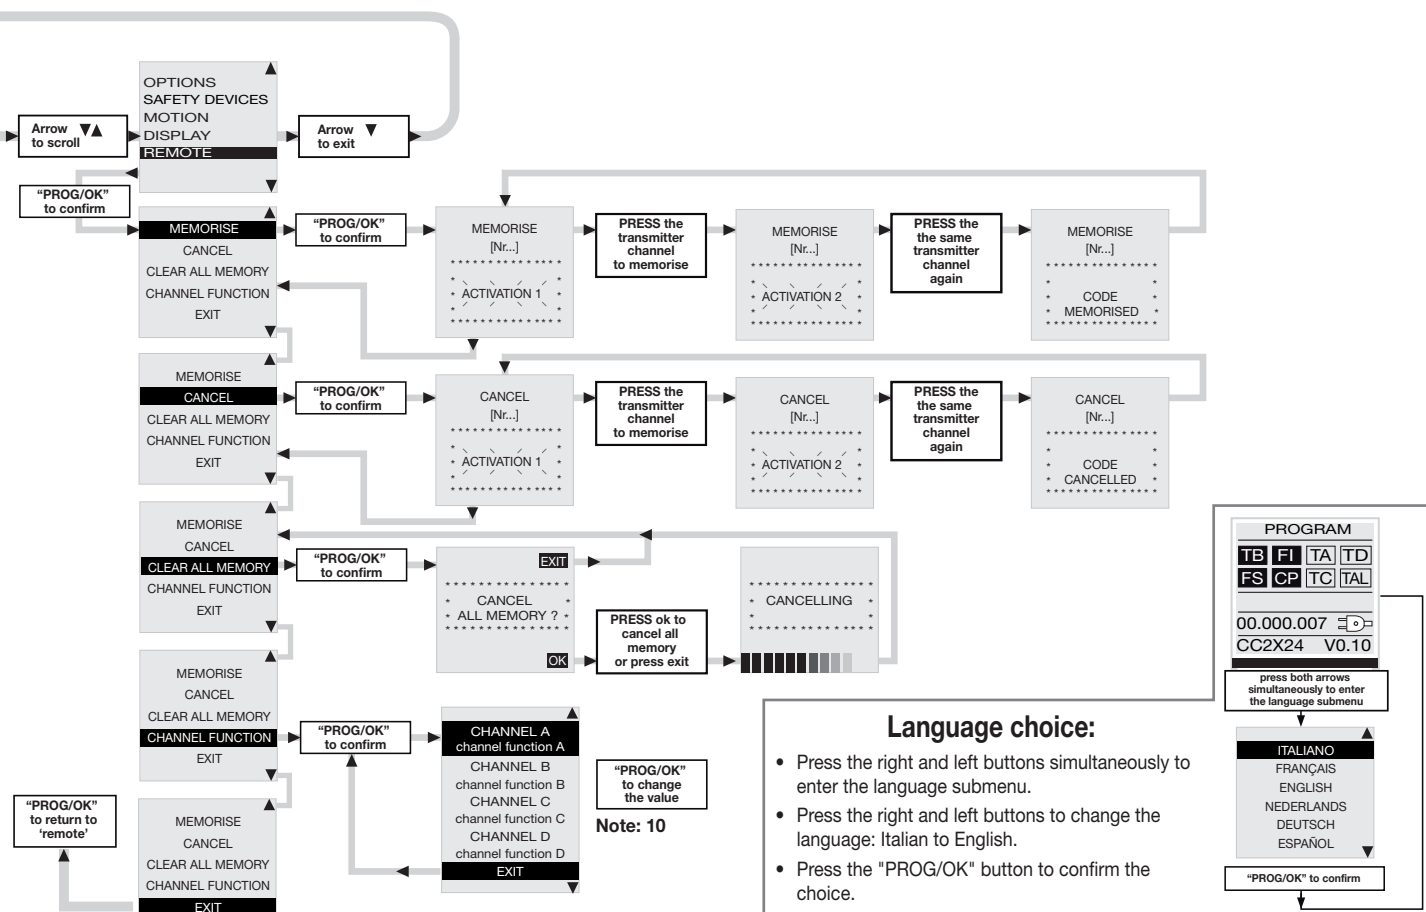 OPTIONS
SAFETY DEVICES
MOTION
DISPLAY
REMOTE
Arrow ▼▲
to scroll
Arrow ▼
to exit
“PROG/OK”
to confirm
MEMORISE
CANCEL
CLEAR ALL MEMORY
CHANNEL FUNCTION
EXIT
“PROG/OK”
to confirm
MEMORISE
[Nr...]
ACTIVATION 1
PRESS the
transmitter
channel
to memorise
MEMORISE
[Nr...]
ACTIVATION 2
PRESS the
the same
transmitter
channel
again
MEMORISE
[Nr...]
CODE
MEMORISED
MEMORISE
CANCEL
CLEAR ALL MEMORY
CHANNEL FUNCTION
EXIT
“PROG/OK”
to confirm
CANCEL
[Nr...]
ACTIVATION 1
PRESS the
transmitter
channel
to memorise
CANCEL
[Nr...]
ACTIVATION 2
PRESS the
the same
transmitter
channel
again
CANCEL
[Nr...]
CODE
CANCELLED
MEMORISE
CANCEL
CLEAR ALL MEMORY
CHANNEL FUNCTION
EXIT
“PROG/OK”
to confirm
EXIT
CANCEL
ALL MEMORY ?
OK
PRESS ok to
cancel all
memory
or press exit
CANCELLING
MEMORISE
CANCEL
CLEAR ALL MEMORY
CHANNEL FUNCTION
EXIT
“PROG/OK”
to confirm
CHANNEL A
channel function A
CHANNEL B
channel function B
CHANNEL C
channel function C
CHANNEL D
channel function D
EXIT
“PROG/OK”
to change
the value
Note: 10
“PROG/OK”
to return to
‘remote’
MEMORISE
CANCEL
CLEAR ALL MEMORY
CHANNEL FUNCTION
EXIT
Language choice:
• Press the right and left buttons simultaneously to
enter the language submenu.
• Press the right and left buttons to change the
language: Italian to English.
• Press the "PROG/OK" button to confirm the
choice.
PROGRAM
TB FI TA TD
FS CP TC TAL
00.000.007
CC2X24 V0.10
press both arrows
simultaneously to enter
the language submenu
ITALIANO
FRANÇAIS
ENGLISH
NEDERLANDS
DEUTSCH
ESPAÑOL
“PROG/OK” to confirm